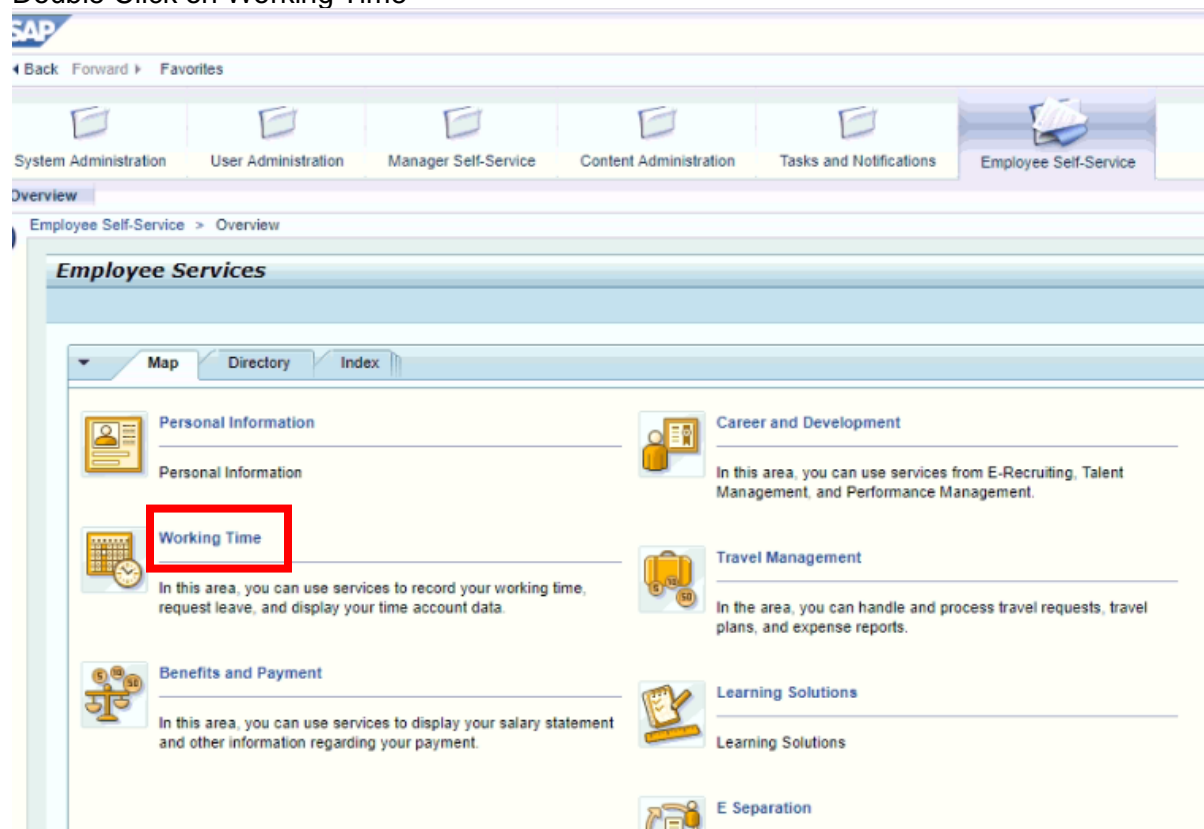 Double Click on Working Time
SAP
Back Forward Favorites
System Administration User Administration Manager Self-Service Content Administration Tasks and Notifications Employee Self-Service
Overview
Employee Self-Service > Overview
Employee Services
Map Directory Index
Personal Information
Personal Information
Working Time
In this area, you can use services to record your working time,
request leave, and display your time account data.
Benefits and Payment
In this area, you can use services to display your salary statement
and other information regarding your payment.
Career and Development
In this area, you can use services from E-Recruiting, Talent
Management, and Performance Management.
Travel Management
In the area, you can handle and process travel requests, travel
plans, and expense reports.
Learning Solutions
Learning Solutions
E Separation